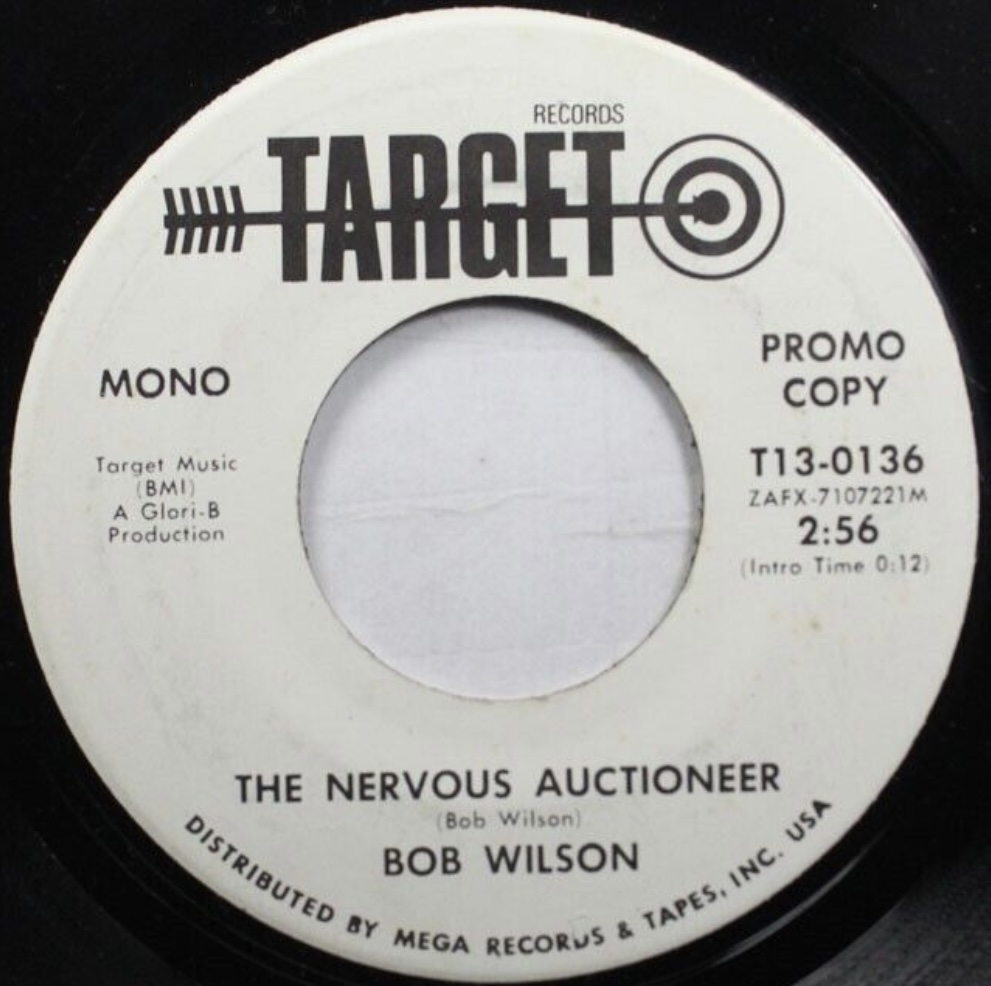 RECORDS
TARGET
MONO
Target Music
(BMI)
A Glori-B
Production
PROMO
COPY
T13-0136
ZAFX-7107221M
2:56
(Intro Time 0:12)
THE NERVOUS AUCTIONEER
(Bob Wilson)
BOB WILSON
DISTRIBUTED BY MEGA RECORDS & TAPES, INC. USA